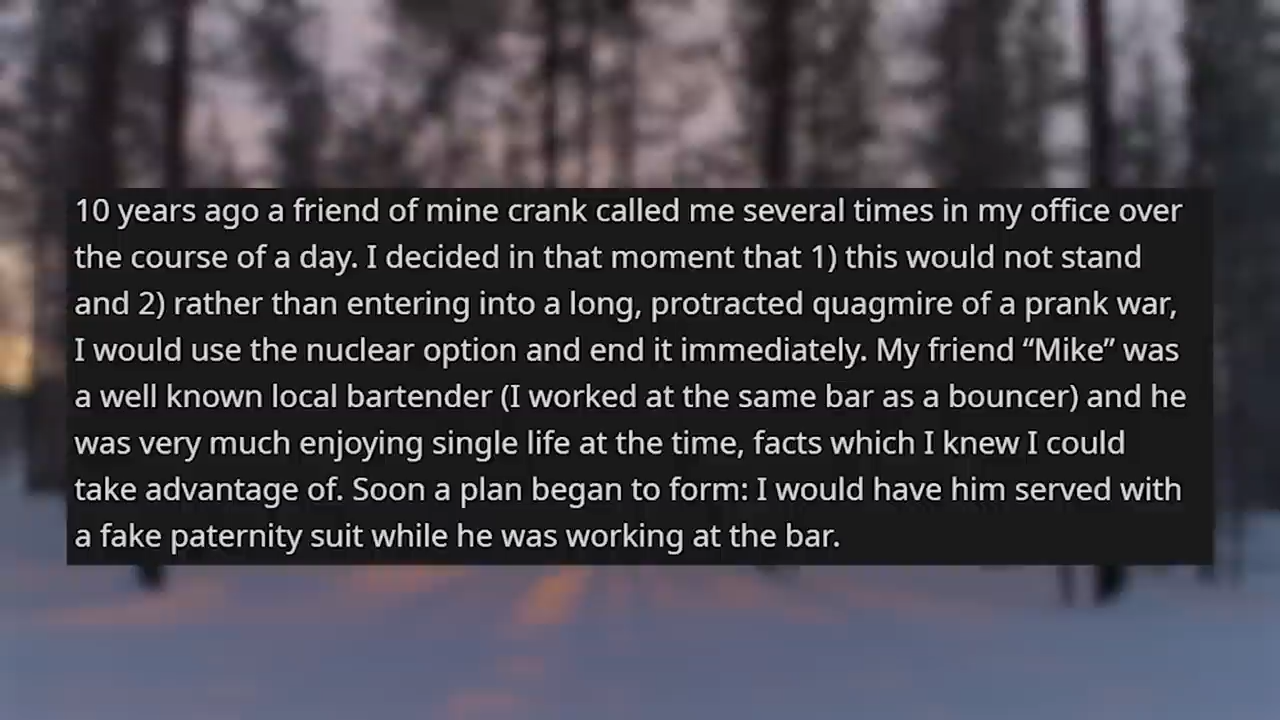 10 years ago a friend of mine crank called me several times in my office over
the course of a day. I decided in that moment that 1) this would not stand
and 2) rather than entering into a long, protracted quagmire of a prank war,
I would use the nuclear option and end it immediately. My friend “Mike” was
a well known local bartender (I worked at the same bar as a bouncer) and he
was very much enjoying single life at the time, facts which I knew I could
take advantage of. Soon a plan began to form: I would have him served with
a fake paternity suit while he was working at the bar.